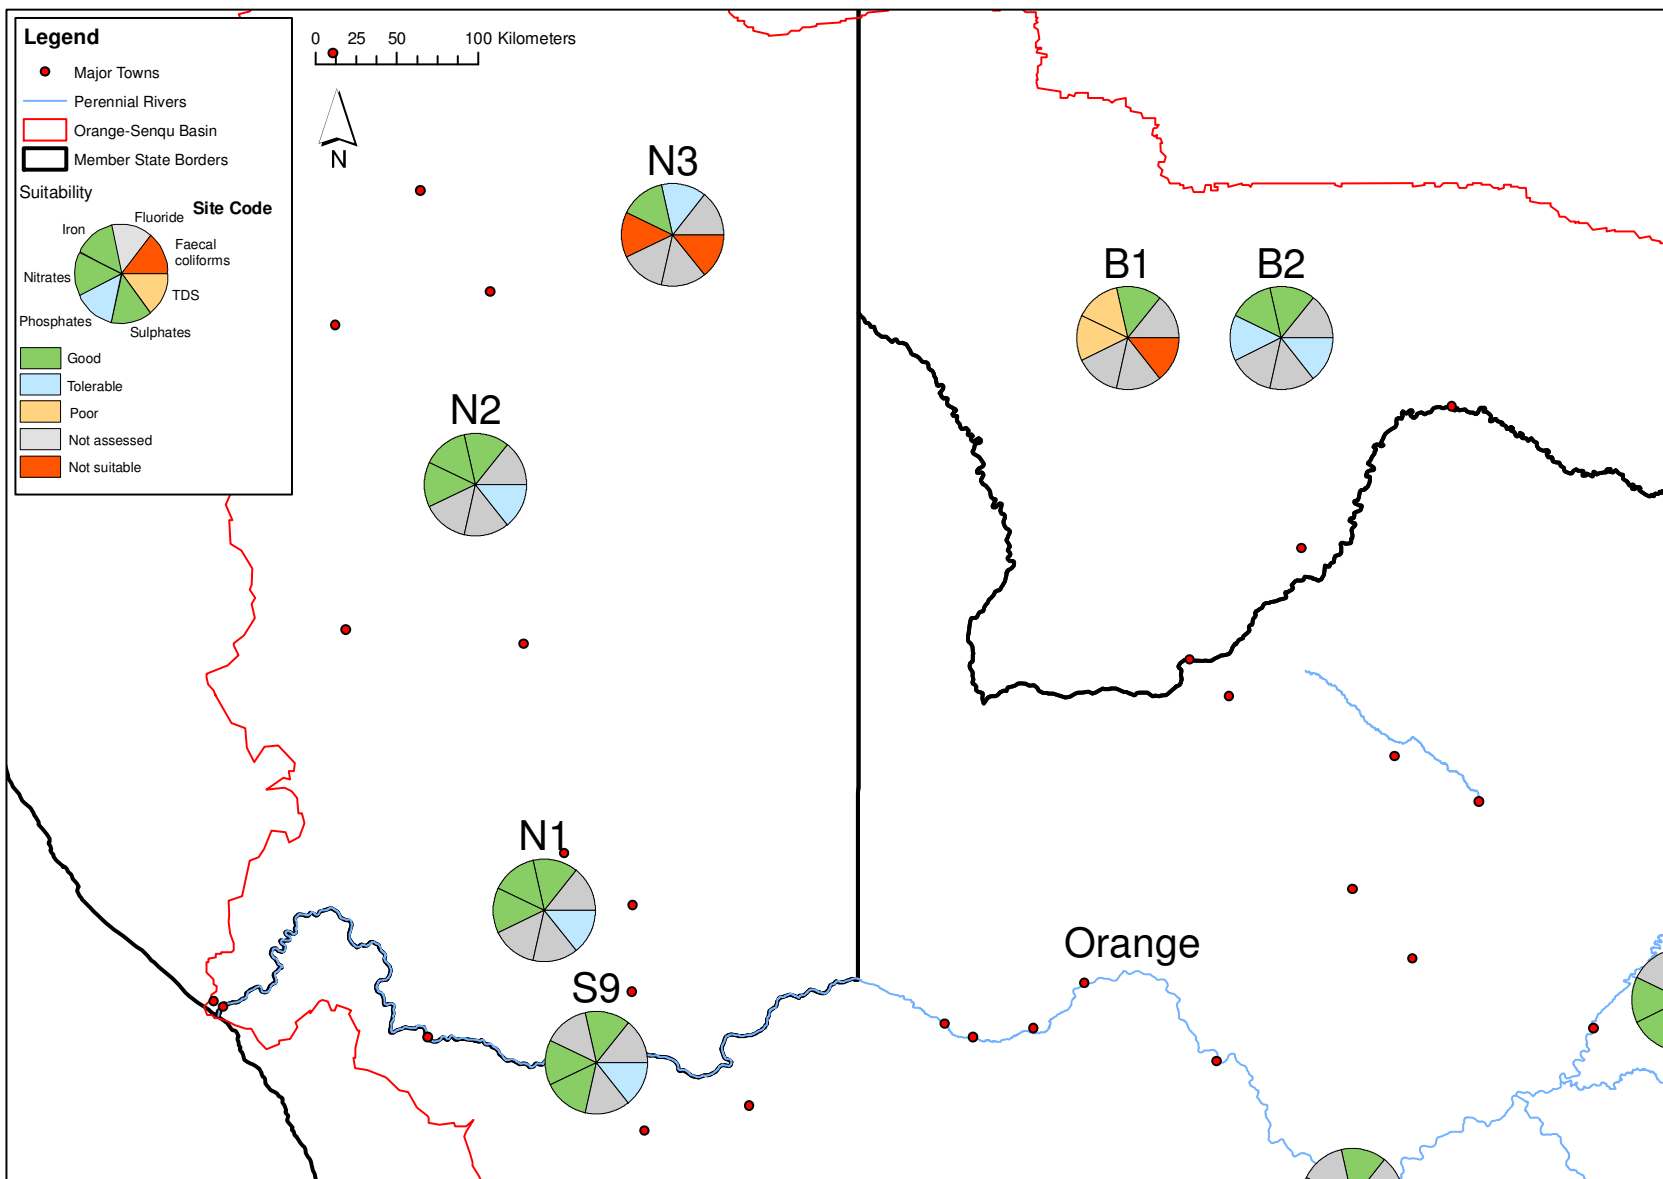 Legend
Major Towns
Perennial Rivers
Orange-Senqu Basin
Member State Borders
Suitability
Site Code
Fluoride
Iron
Faecal
coliforms
Nitrates
TDS
Phosphates
Sulphates
Good
Tolerable
Poor
Not assessed
Not suitable
0 25 50 100 Kilometers
N
N3
B1 B2
N2
N1
Orange
S9